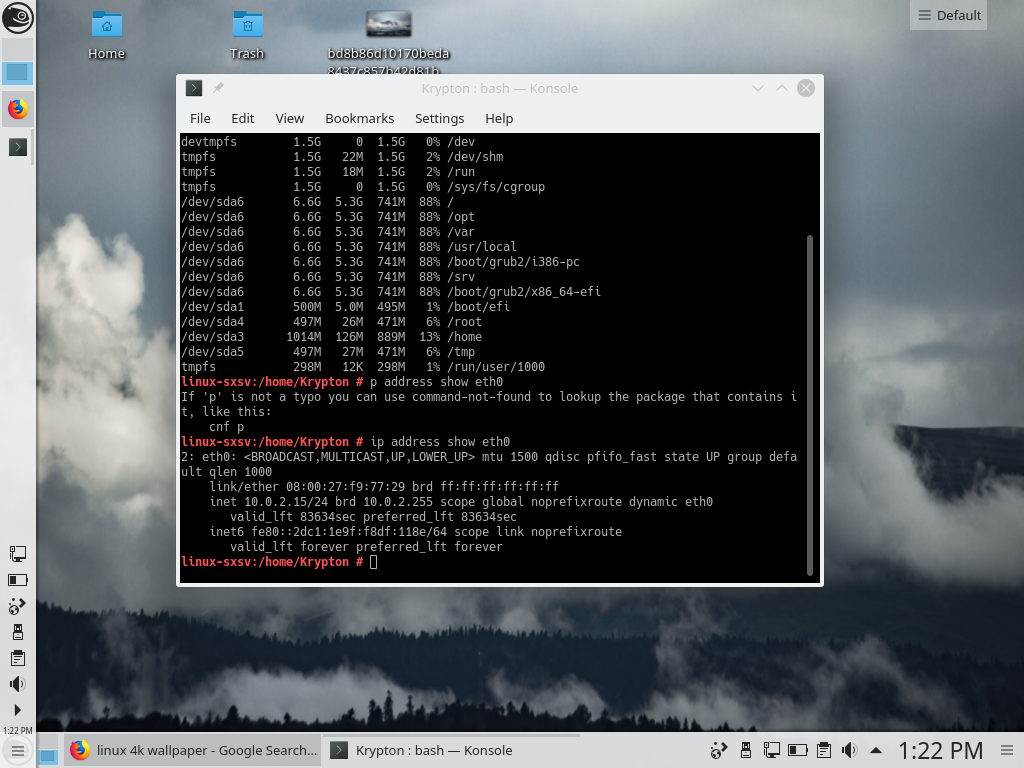 Default
Home
Trash
bd8b86d10170beda
8437c857b42d81b
Krypton : bash — Konsole
File Edit View Bookmarks Settings Help
devtmpfs 1.5G 0 1.5G 0% /dev
tmpfs 1.5G 22M 1.5G 2% /dev/shm
tmpfs 1.5G 18M 1.5G 2% /run
tmpfs 1.5G 0 1.5G 0% /sys/fs/cgroup
/dev/sda6 6.6G 5.3G 741M 88% /
/dev/sda6 6.6G 5.3G 741M 88% /opt
/dev/sda6 6.6G 5.3G 741M 88% /var
/dev/sda6 6.6G 5.3G 741M 88% /usr/local
/dev/sda6 6.6G 5.3G 741M 88% /boot/grub2/i386-pc
/dev/sda6 6.6G 5.3G 741M 88% /srv
/dev/sda6 6.6G 5.3G 741M 88% /boot/grub2/x86_64-efi
/dev/sda1 500M 5.0M 495M 1% /boot/efi
/dev/sda4 497M 26M 471M 6% /root
/dev/sda3 1014M 126M 889M 13% /home
/dev/sda5 497M 27M 471M 6% /tmp
tmpfs 298M 12K 298M 1% /run/user/1000
linux-sxsv:/home/Krypton # p address show eth0
If 'p' is not a typo you can use command-not-found to lookup the package that contains i
t, like this:
cnf p
linux-sxsv:/home/Krypton # ip address show eth0
2: eth0: <BROADCAST,MULTICAST,UP,LOWER_UP> mtu 1500 qdisc pfifo_fast state UP group defa
ult qlen 1000
link/ether 08:00:27:f9:77:29 brd ff:ff:ff:ff:ff:ff
inet 10.0.2.15/24 brd 10.0.2.255 scope global noprefixroute dynamic eth0
valid_lft 83634sec preferred_lft 83634sec
inet6 fe80::2dc1:1e9f:f8df:118e/64 scope link noprefixroute
valid_lft forever preferred_lft forever
linux-sxsv:/home/Krypton #
1:22 PM
linux 4k wallpaper - Google Search...
Krypton : bash — Konsole
1:22 PM